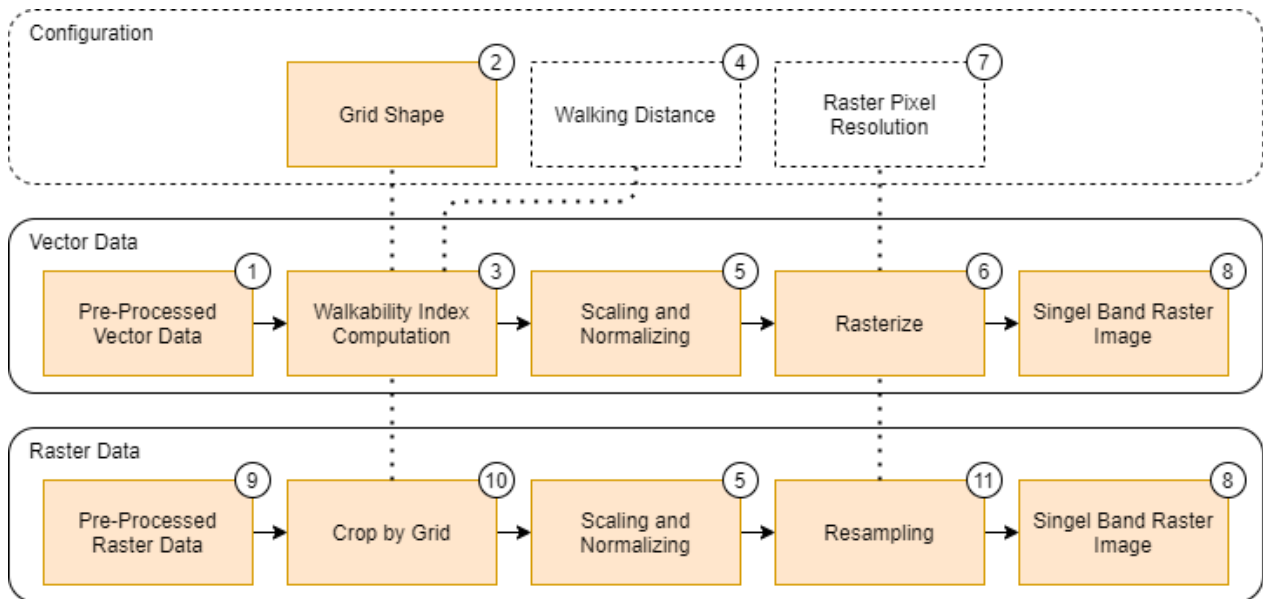 Configuration
2
Grid Shape
4
Walking Distance
7
Raster Pixel
Resolution
Vector Data
1
Pre-Processed
Vector Data
3
Walkability Index
Computation
5
Scaling and
Normalizing
6
Rasterize
8
Singel Band Raster
Image
Raster Data
9
Pre-Processed
Raster Data
10
Crop by Grid
5
Scaling and
Normalizing
11
Resampling
8
Singel Band Raster
Image